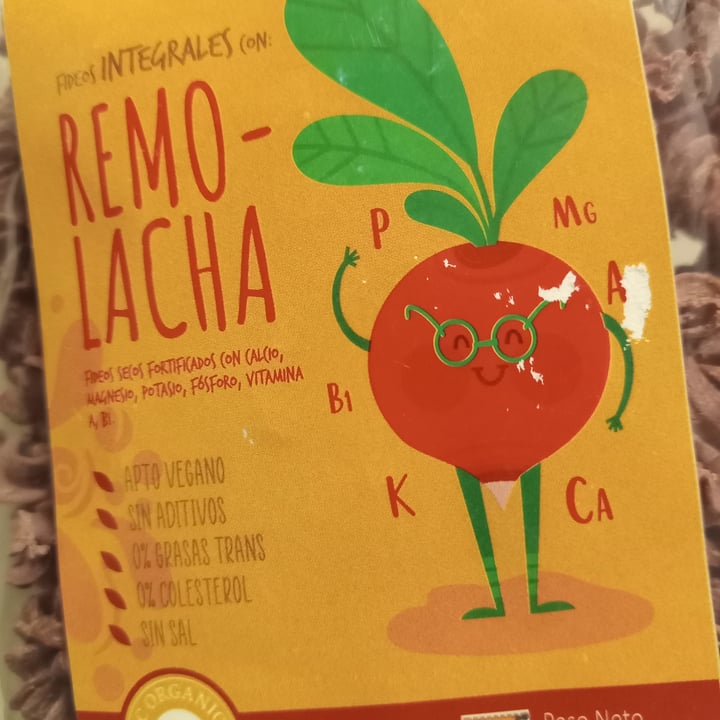 FIDEOS INTEGRALES CON:
REMO-
LACHA
FIDEOS SECOS FORTIFICADOS CON CALCIO,
MAGNESIO, POTASIO, FÓSFORO, VITAMINA
A, B1.
APTO VEGANO
SIN ADITIVOS
0% GRASAS TRANS
0% COLESTEROL
SIN SAL
P
MG
A
B1
K
CA
ORGANIC
Peso Neto